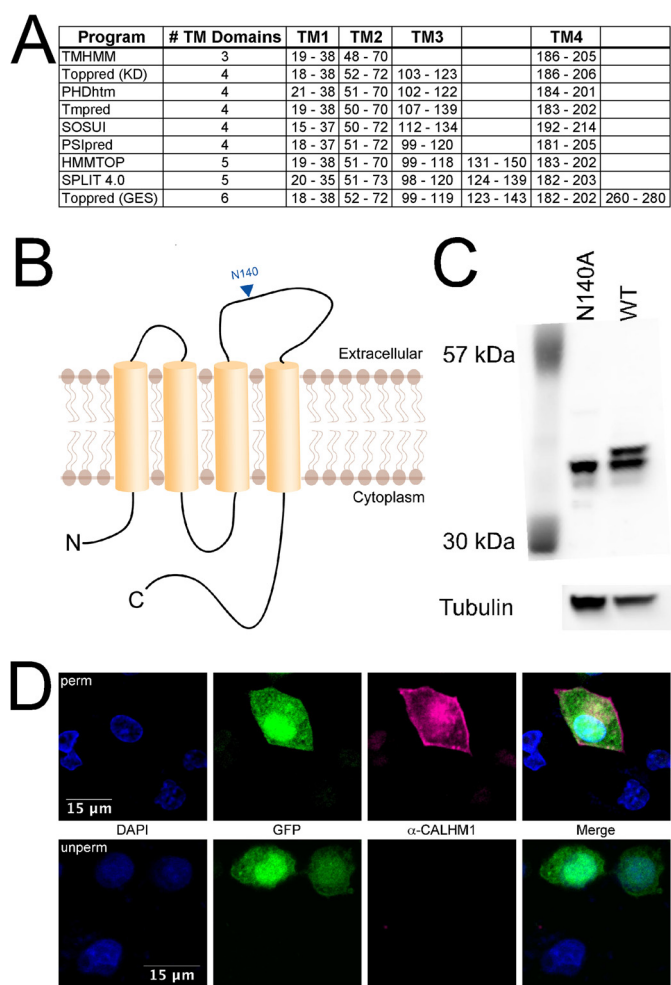 A
Program # TM Domains TM1 TM2 TM3 TM4
TMHMM 3 19 - 38 48 - 70 186 - 205
Toppred (KD) 4 18 - 38 52 - 72 103 - 123 186 - 206
PHDhtm 4 21 - 38 51 - 70 102 - 122 184 - 201
Tmpred 4 19 - 38 50 - 70 107 - 139 183 - 202
SOSUI 4 15 - 37 50 - 72 112 - 134 192 - 214
PSIpred 4 18 - 37 51 - 72 99 - 120 181 - 205
HMMTOP 5 19 - 38 51 - 70 99 - 118 131 - 150 183 - 202
SPLIT 4.0 5 20 - 35 51 - 73 98 - 120 124 - 139 182 - 203
Toppred (GES) 6 18 - 38 52 - 72 99 - 119 123 - 143 182 - 202 260 - 280
B
N140
Extracellular
Cytoplasm
N
C
C
N140A
WT
57 kDa
30 kDa
Tubulin
D
perm
15 µm
DAPI GFP α-CALHM1 Merge
unperm
15 µm